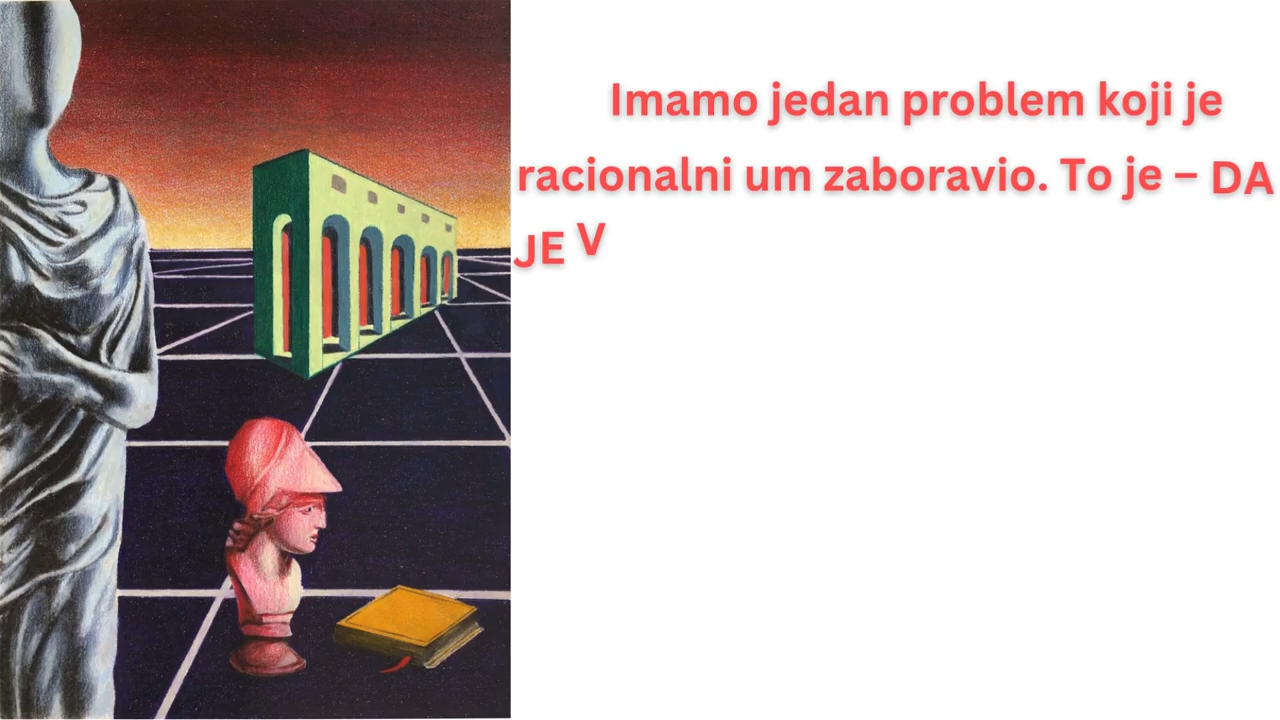 Imamo jedan problem koji je
racionalni um zaboravio. To je – DA
JE V